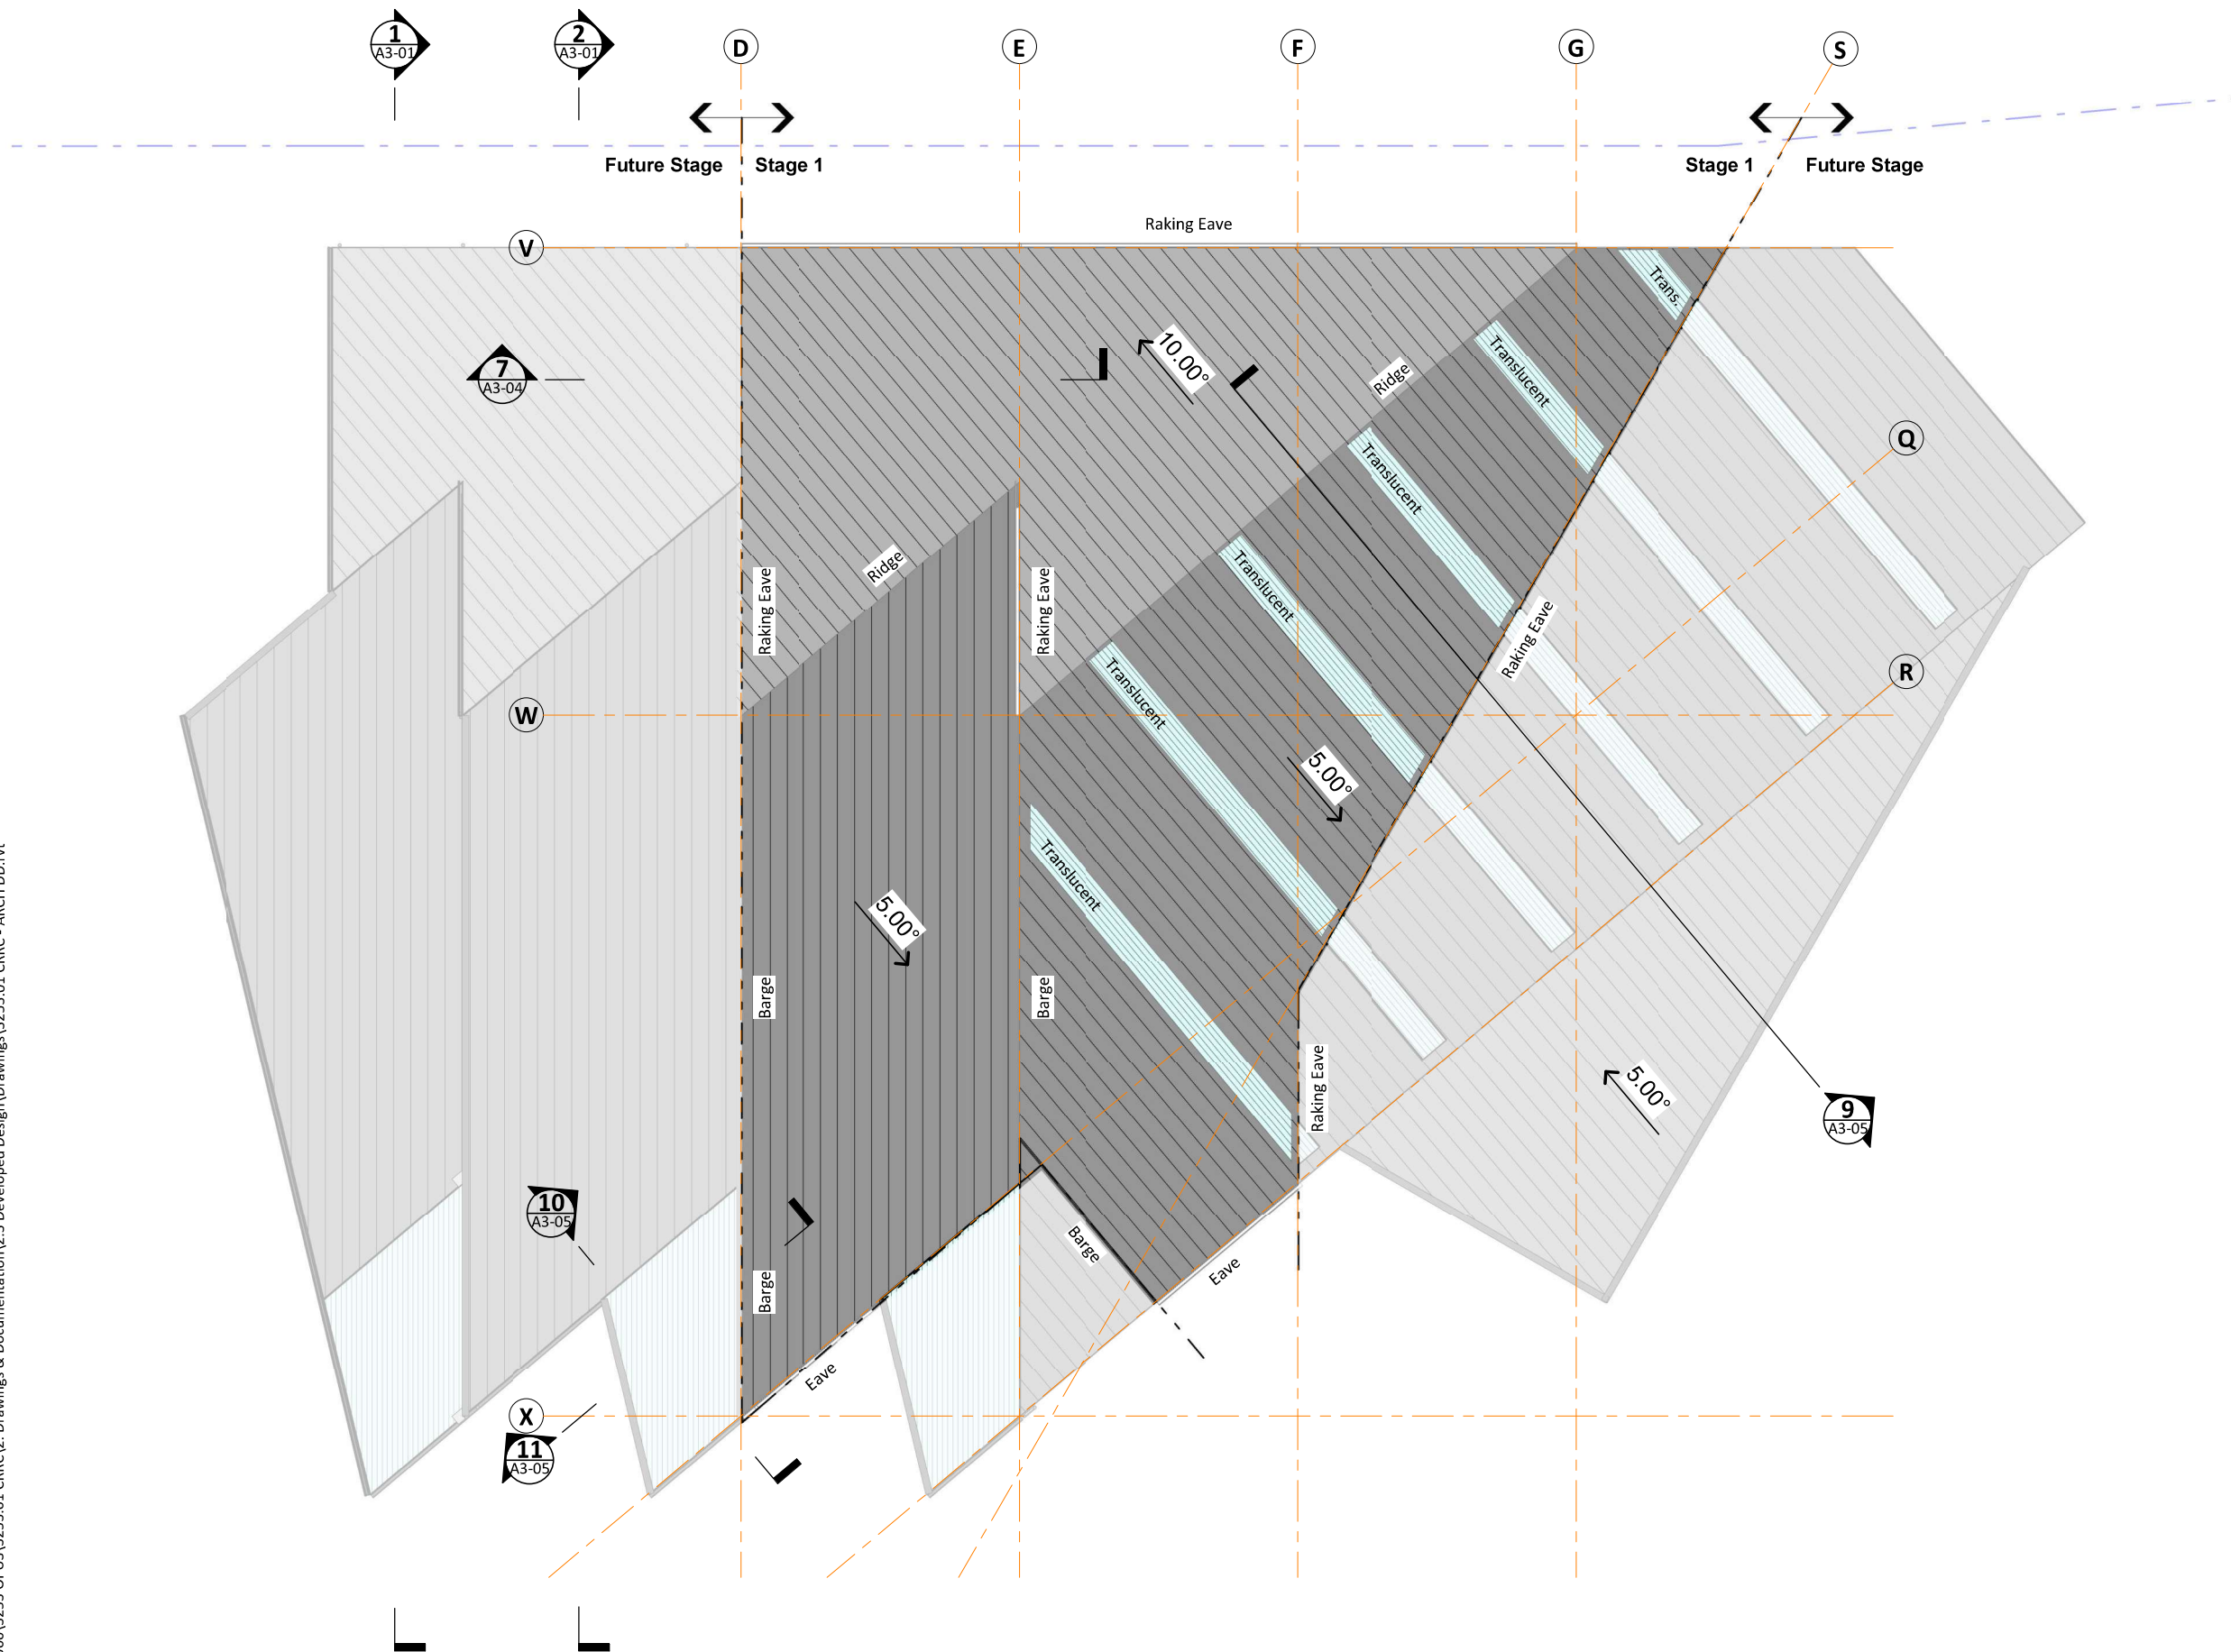 1
A3-01
2
A3-01
D
E
F
G
S
Future Stage
Stage 1
Stage 1
Future Stage
Raking Eave
V
Trans.
7
A3-04
10.00°
Ridge
Translucent
Q
Translucent
Ridge
Raking Eave
Raking Eave
Translucent
Raking Eave
R
Translucent
W
5.00°
Translucent
5.00°
Barge
Barge
Raking Eave
5.00°
9
A3-05
10
A3-05
Barge
Barge
Eave
Eave
X
11
A3-05